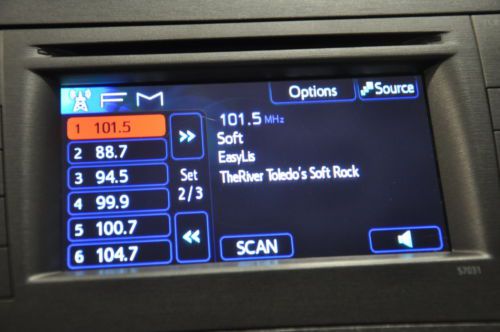 FM
Options
Source
1 101.5
2 88.7
3 94.5
4 99.9
5 100.7
6 104.7
Set
2/3
101.5 MHz
Soft
EasyLis
TheRiver Toledo's Soft Rock
SCAN
57031